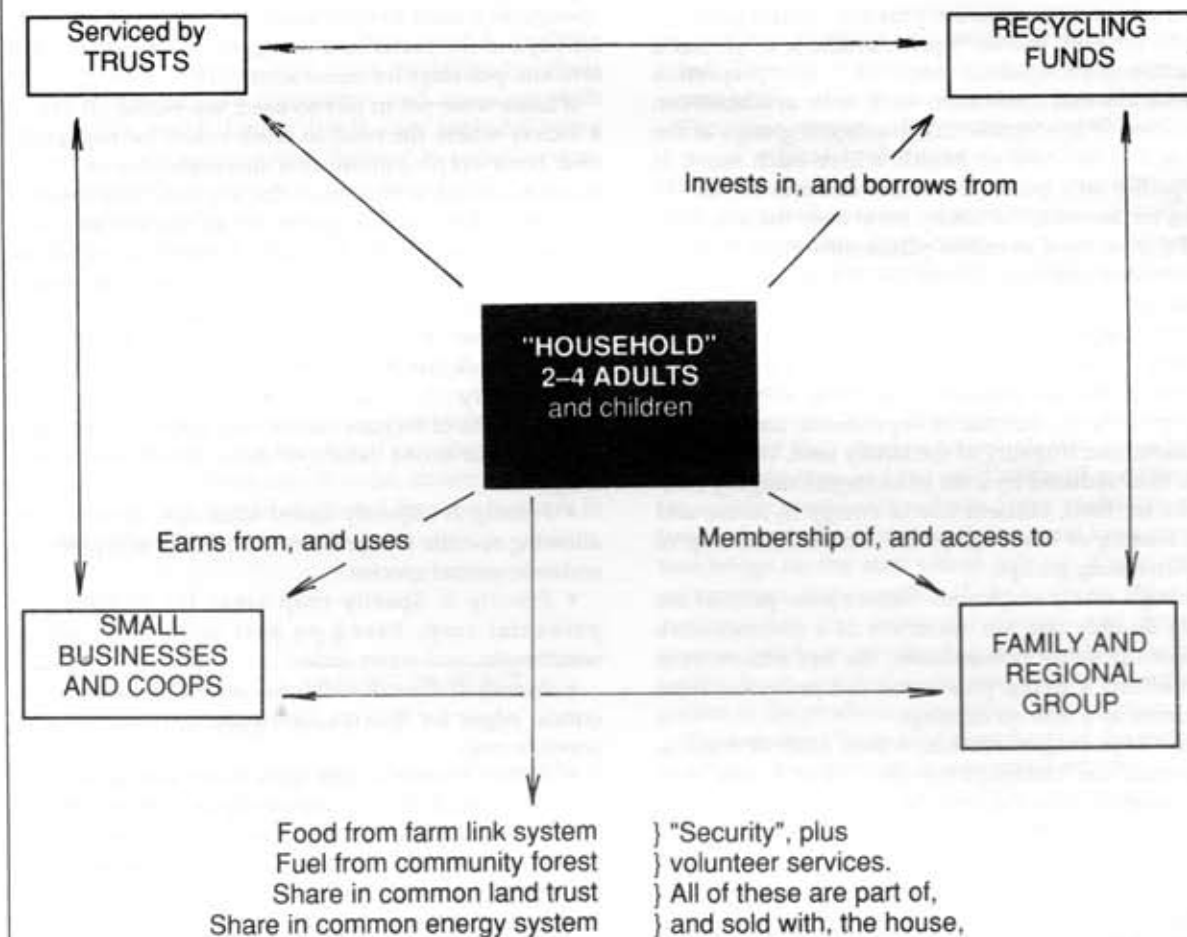 Serviced by
TRUSTS
RECYCLING
FUNDS
Invests in, and borrows from
"HOUSEHOLD"
2–4 ADULTS
and children
Earns from, and uses
Membership of, and access to
SMALL
BUSINESSES
AND COOPS
FAMILY AND
REGIONAL
GROUP
Food from farm link system } "Security", plus
Fuel from community forest } volunteer services.
Share in common land trust } All of these are part of,
Share in common energy system } and sold with, the house,